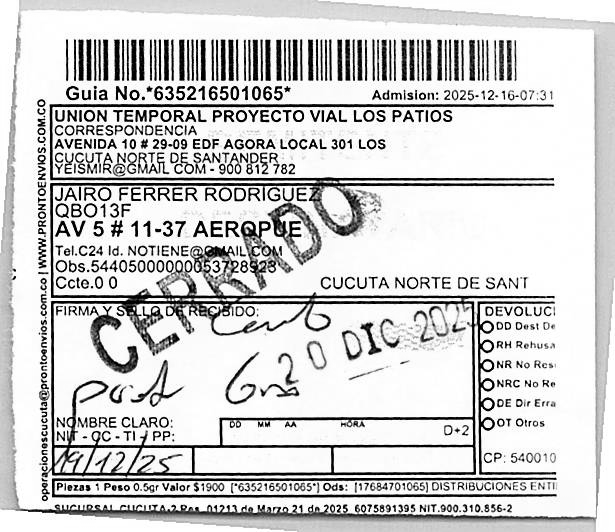 Guia No.*635216501065*
Admision: 2025-12-16-07:31
UNION TEMPORAL PROYECTO VIAL LOS PATIOS
CORRESPONDENCIA
AVENIDA 10 # 29-09 EDF AGORA LOCAL 301 LOS
CUCUTA NORTE DE SANTANDER
YEISMIR@GMAIL COM - 900 812 782
JAIRO FERRER RODRIGUEZ
QBO13F
AV 5 # 11-37 AEROPUE
Tel.C24 Id. NOTIENE@GMAIL.COM
Obs.54405000000053728923
Ccte.0 0
CUCUTA NORTE DE SANT
CERRADO
FIRMA Y SELLO DE RECIBIDO:
20 DIC 2025
DEVOLUCI
DD Dest De
RH Rehusa
NR No Res
NRC No Re
DE Dir Erra
OT Otros
NOMBRE CLARO:
NIT - CC - TI - PP:
DD MM AA HORA
D+2
19/12/25
CP: 540010
Piezas 1 Peso 0.5gr Valor $1900 [*635216501065*] Ods: [17684701065] DISTRIBUCIONES ENTI
SUCURSAL CUCUTA-2 Res. 01213 de Marzo 21 de 2025 6075891395 NIT.900.310.856-2
operacionescucuta@prontoenvios.com.co | WWW.PRONTOENVIOS.COM.CO